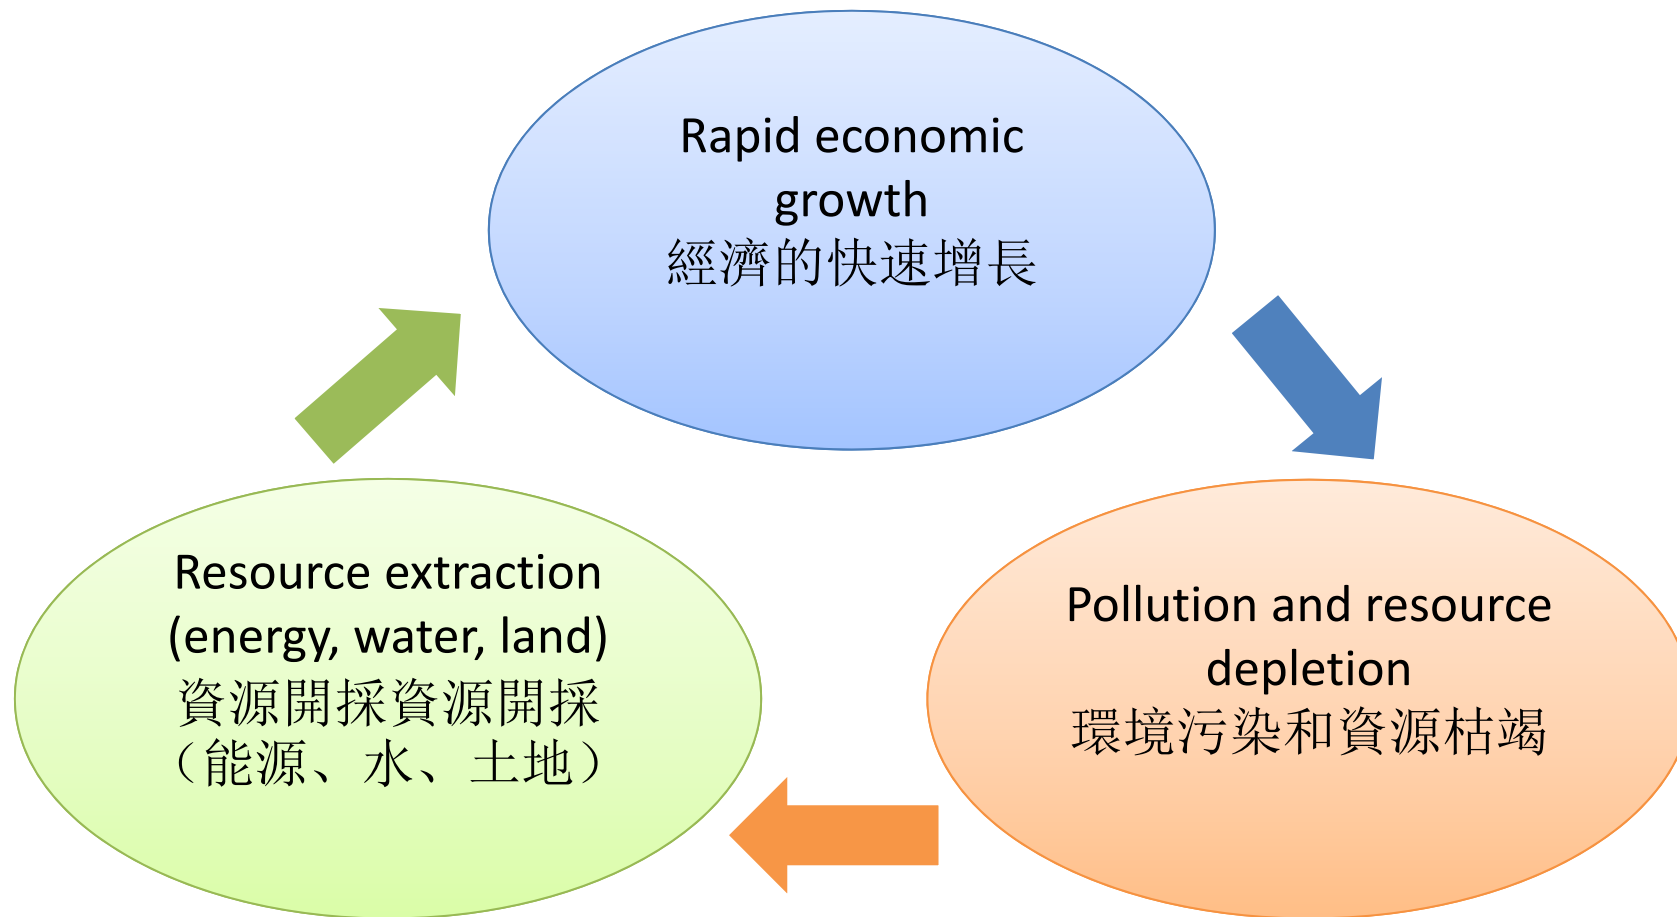 Rapid economic
growth
經濟的快速增長
Resource extraction
(energy, water, land)
資源開採資源開採
（能源、水、土地）
Pollution and resource
depletion
環境污染和資源枯竭